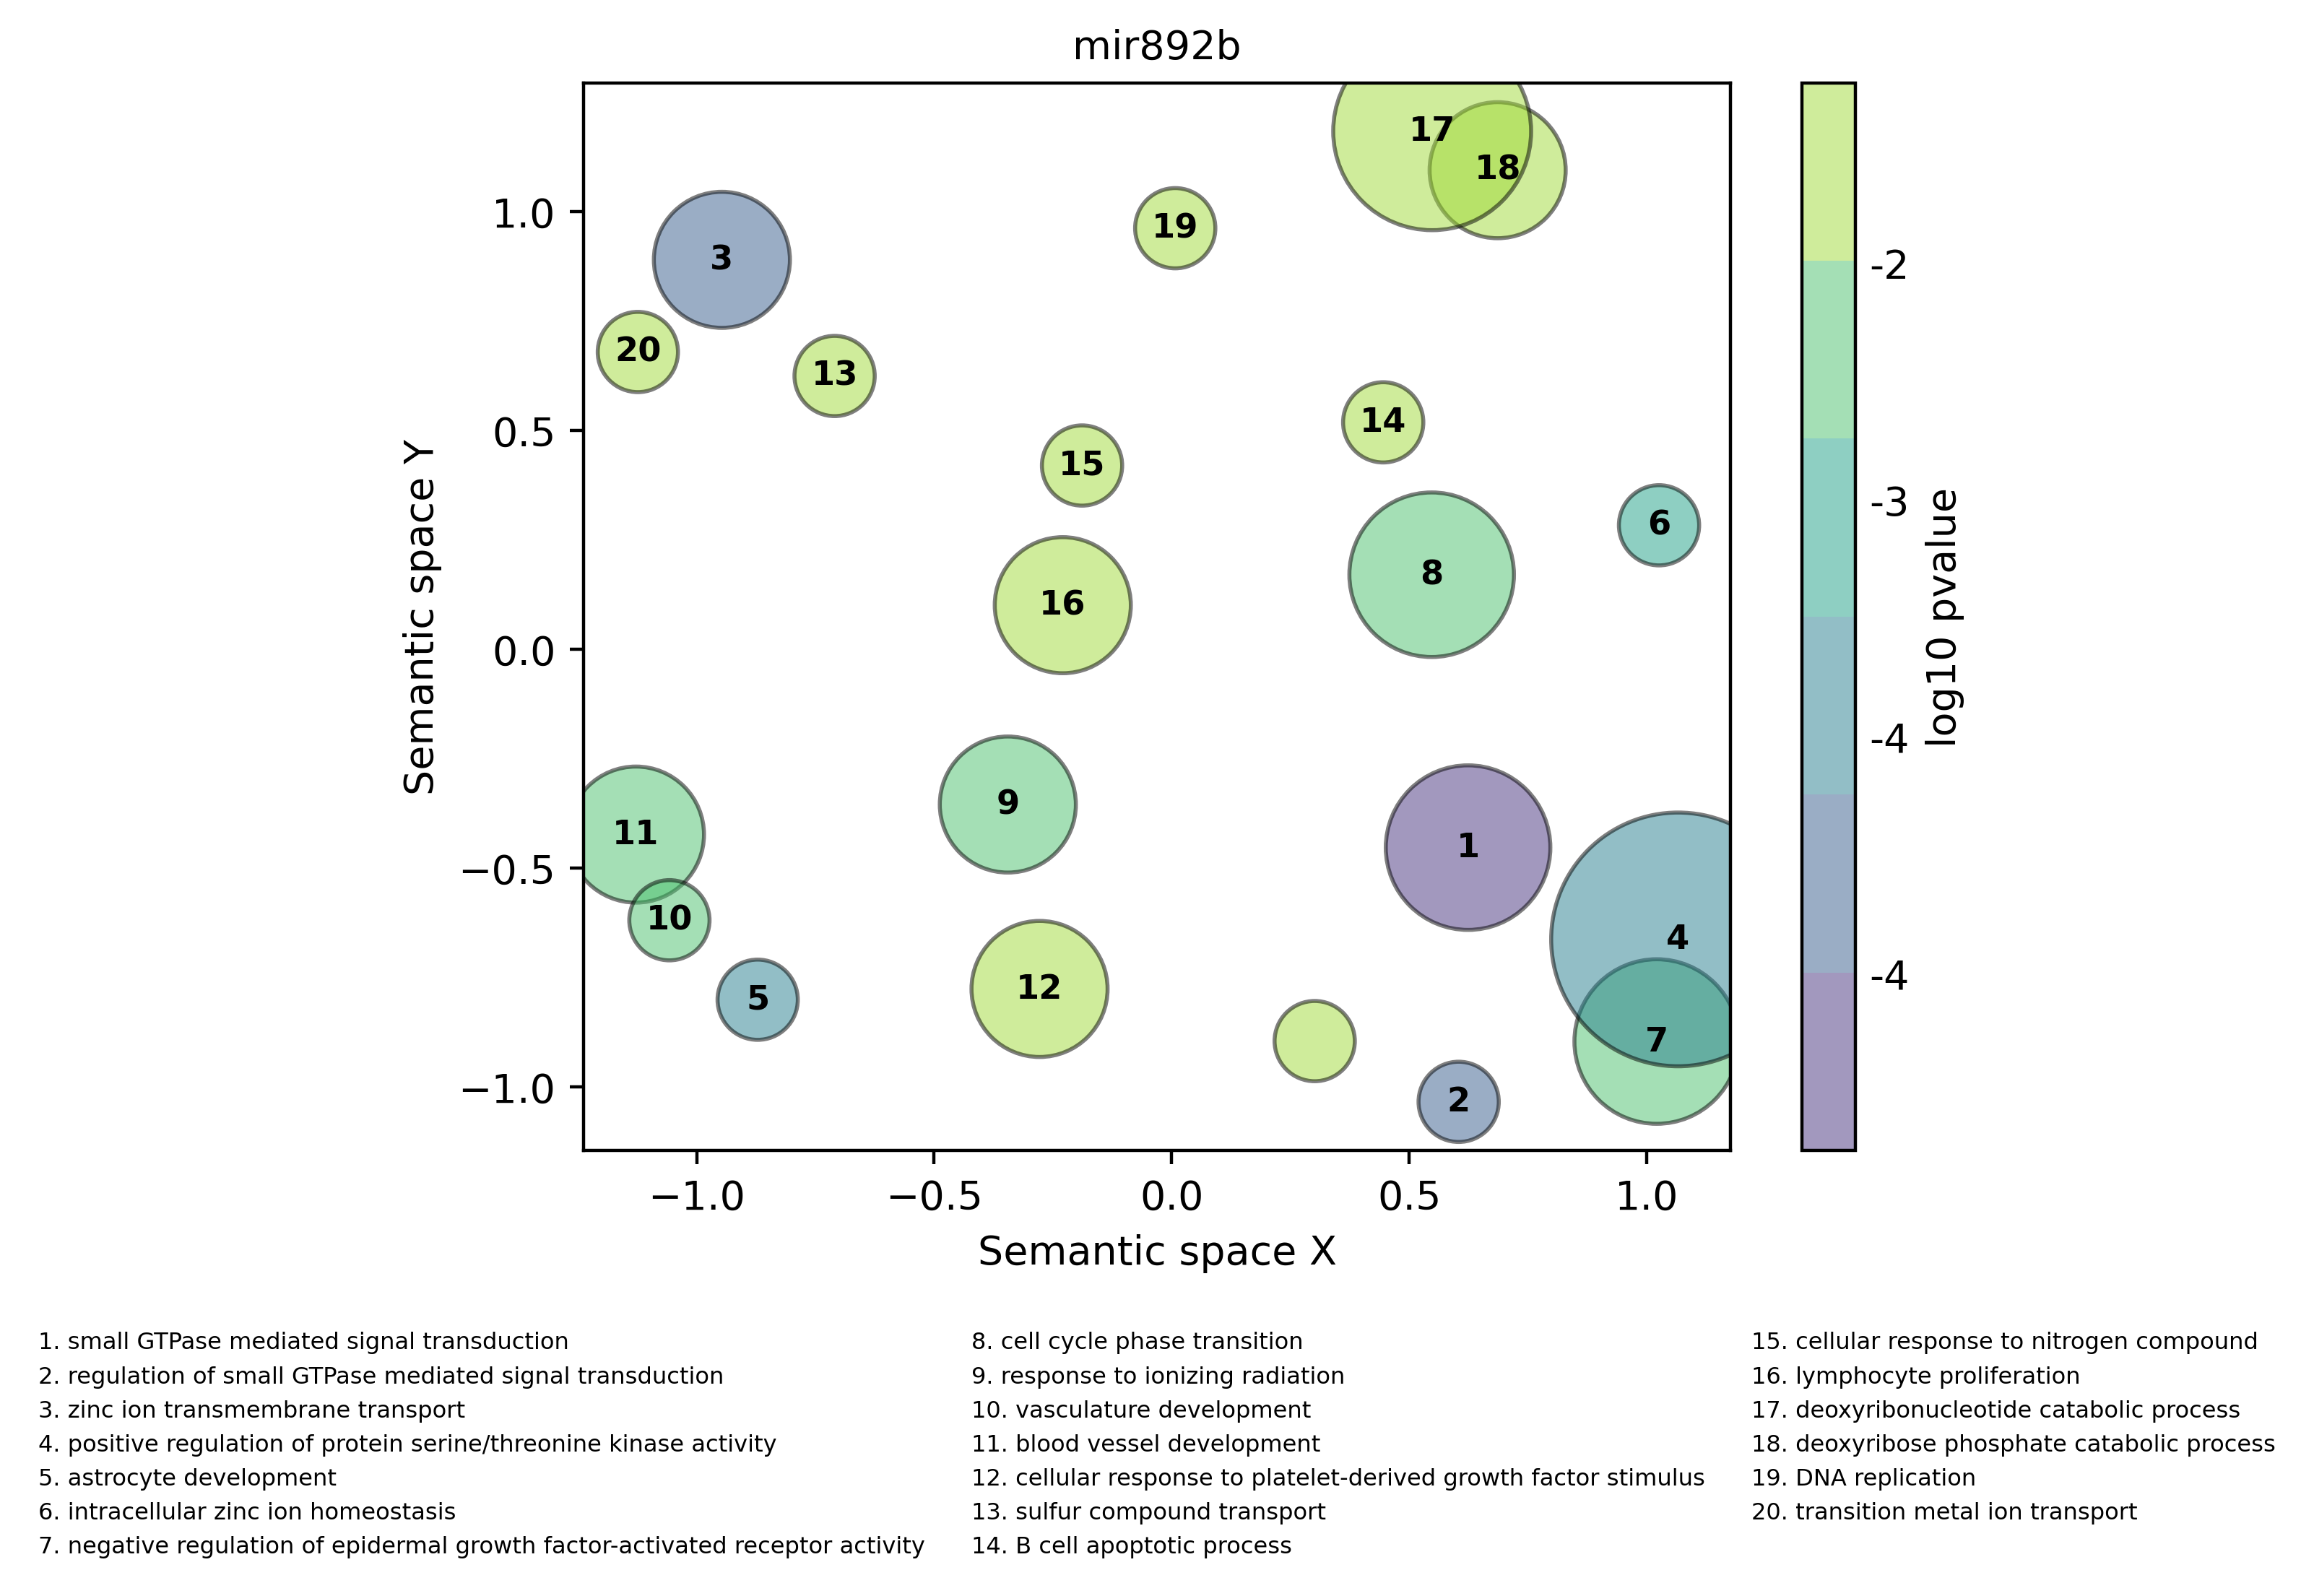 mir892b
17
18
19
3
20
13
14
15
6
8
16
9
11
1
10
4
5
12
7
2
1.0
0.5
0.0
−0.5
−1.0
Semantic space Y
−1.0
−0.5
0.0
0.5
1.0
Semantic space X
-2
-3
-4
-4
log10 pvalue
1. small GTPase mediated signal transduction
2. regulation of small GTPase mediated signal transduction
3. zinc ion transmembrane transport
4. positive regulation of protein serine/threonine kinase activity
5. astrocyte development
6. intracellular zinc ion homeostasis
7. negative regulation of epidermal growth factor-activated receptor activity
8. cell cycle phase transition
9. response to ionizing radiation
10. vasculature development
11. blood vessel development
12. cellular response to platelet-derived growth factor stimulus
13. sulfur compound transport
14. B cell apoptotic process
15. cellular response to nitrogen compound
16. lymphocyte proliferation
17. deoxyribonucleotide catabolic process
18. deoxyribose phosphate catabolic process
19. DNA replication
20. transition metal ion transport